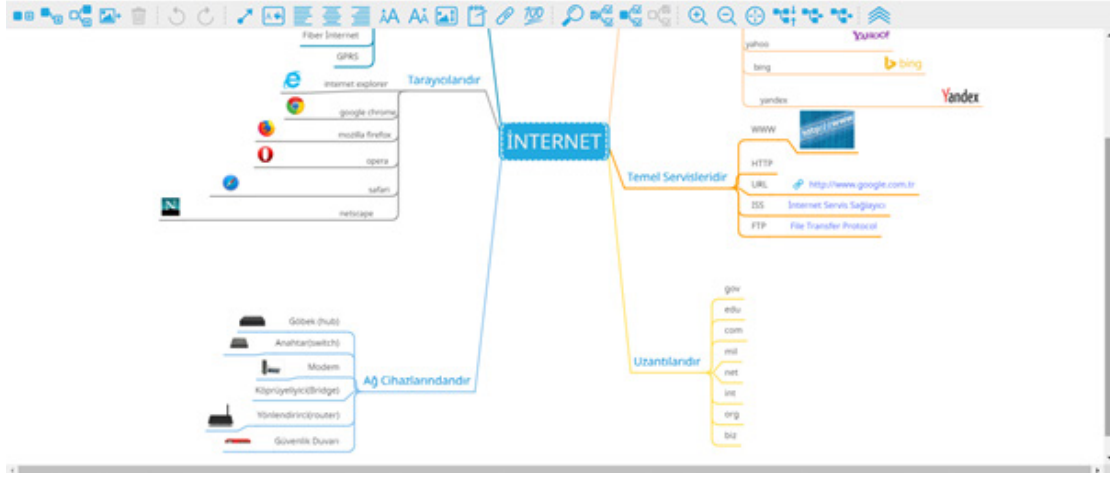 Fiber İnternet
GPRS
Tarayıcılarıdır
internet explorer
google chrome
mozilla firefox
opera
safari
netscape
N
İNTERNET
YAHOO!
yahoo
bing
bing
yandex
Yandex
Temel Servisleridir
WWW
http://www
HTTP
URL
http://www.google.com.tr
ISS
İnternet Servis Sağlayıcı
FTP
File Transfer Protocol
Ağ Cihazlarındandır
Göbek (hub)
Anahtar(switch)
Modem
Köprüyeliyici(Bridge)
Yönlendirici(router)
Güvenlik Duvarı
Uzantılarıdır
gov
edu
com
mil
net
int
org
biz